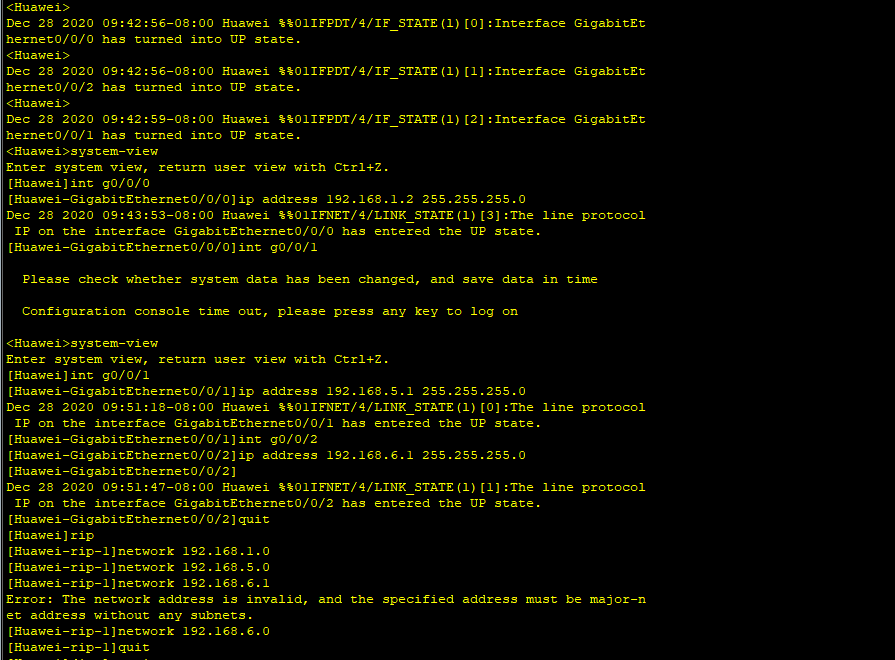 <Huawei>
Dec 28 2020 09:42:56-08:00 Huawei %%01IFPDT/4/IF_STATE(l)[0]:Interface GigabitEt
hernet0/0/0 has turned into UP state.
<Huawei>
Dec 28 2020 09:42:56-08:00 Huawei %%01IFPDT/4/IF_STATE(l)[1]:Interface GigabitEt
hernet0/0/2 has turned into UP state.
<Huawei>
Dec 28 2020 09:42:59-08:00 Huawei %%01IFPDT/4/IF_STATE(l)[2]:Interface GigabitEt
hernet0/0/1 has turned into UP state.
<Huawei>system-view
Enter system view, return user view with Ctrl+Z.
[Huawei]int g0/0/0
[Huawei-GigabitEthernet0/0/0]ip address 192.168.1.2 255.255.255.0
Dec 28 2020 09:43:53-08:00 Huawei %%01IFNET/4/LINK_STATE(l)[3]:The line protocol
 IP on the interface GigabitEthernet0/0/0 has entered the UP state.
[Huawei-GigabitEthernet0/0/0]int g0/0/1
  Please check whether system data has been changed, and save data in time
  Configuration console time out, please press any key to log on
<Huawei>system-view
Enter system view, return user view with Ctrl+Z.
[Huawei]int g0/0/1
[Huawei-GigabitEthernet0/0/1]ip address 192.168.5.1 255.255.255.0
Dec 28 2020 09:51:18-08:00 Huawei %%01IFNET/4/LINK_STATE(l)[0]:The line protocol
 IP on the interface GigabitEthernet0/0/1 has entered the UP state.
[Huawei-GigabitEthernet0/0/1]int g0/0/2
[Huawei-GigabitEthernet0/0/2]ip address 192.168.6.1 255.255.255.0
[Huawei-GigabitEthernet0/0/2]
Dec 28 2020 09:51:47-08:00 Huawei %%01IFNET/4/LINK_STATE(l)[1]:The line protocol
 IP on the interface GigabitEthernet0/0/2 has entered the UP state.
[Huawei-GigabitEthernet0/0/2]quit
[Huawei]rip
[Huawei-rip-1]network 192.168.1.0
[Huawei-rip-1]network 192.168.5.0
[Huawei-rip-1]network 192.168.6.1
Error: The network address is invalid, and the specified address must be major-n
et address without any subnets.
[Huawei-rip-1]network 192.168.6.0
[Huawei-rip-1]quit